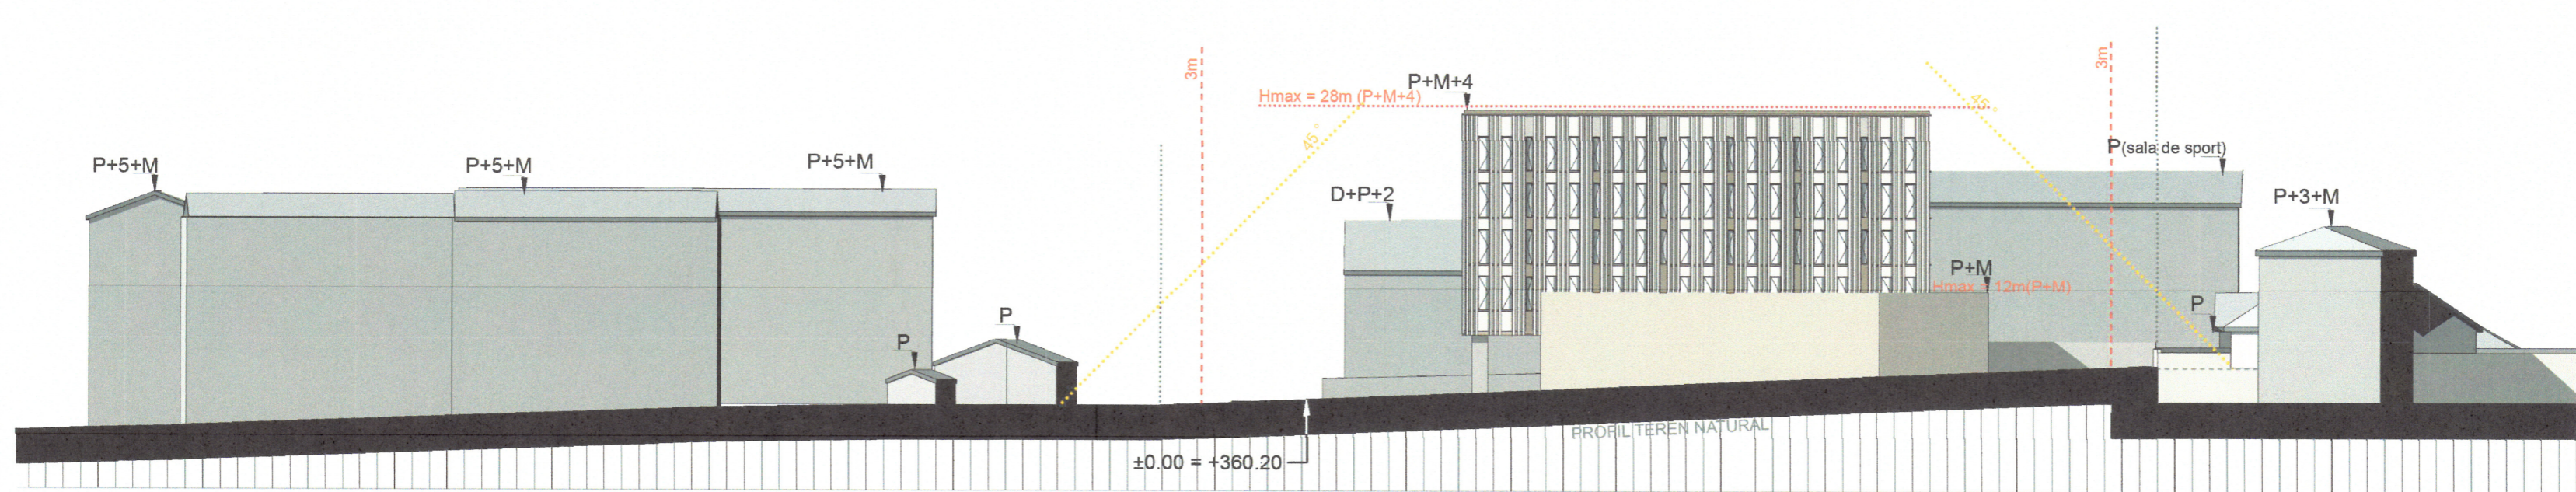 3m
3m
P+M+4
Hmax = 28m (P+M+4)
45°
45°
P(sala de sport)
P+5+M
P+5+M
P+5+M
D+P+2
P+3+M
P+M
Hmax = 12m(P+M)
P
P
P
PROFIL TEREN NATURAL
±0.00 = +360.20